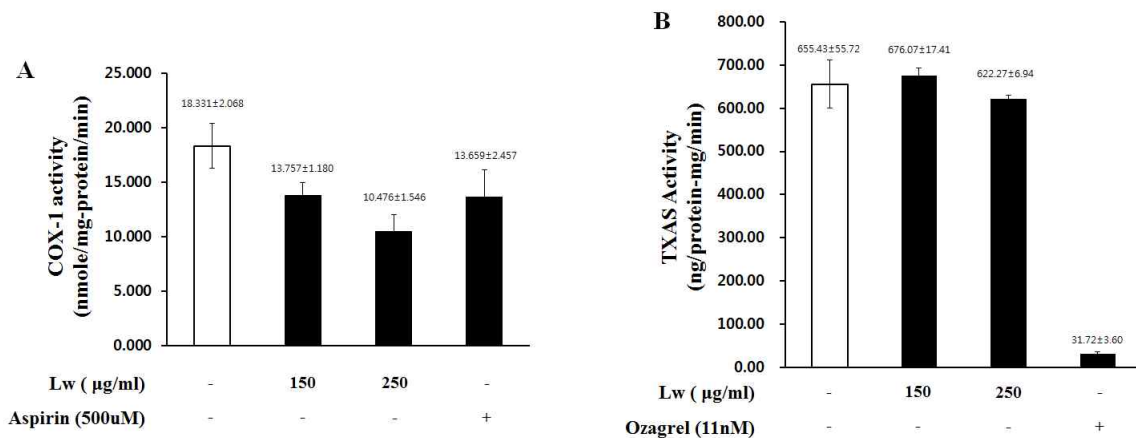 A
COX-1 activity
(nmole/mg-protein/min)
25.000
20.000
15.000
10.000
5.000
0.000
18.331±2.068
13.757±1.180
10.476±1.546
13.659±2.457
Lw ( μg/ml) - 150 250 -
Aspirin (500uM) - - - +
B
TXAS Activity
(ng/protein-mg/min)
800.00
700.00
600.00
500.00
400.00
300.00
200.00
100.00
0.00
655.43±55.72
676.07±17.41
622.27±6.94
31.72±3.60
Lw ( μg/ml) - 150 250 -
Ozagrel (11nM) - - - +